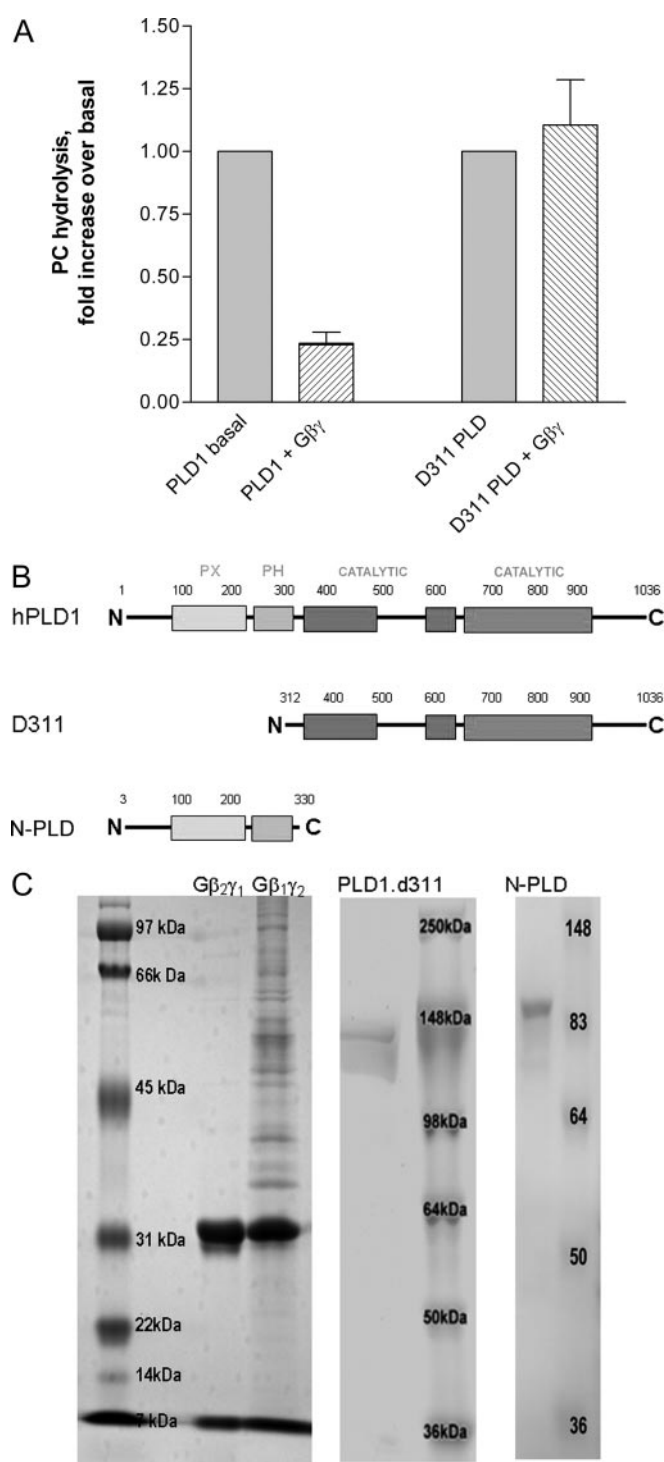 A
PC hydrolysis,
fold increase over basal
1.50
1.25
1.00
0.75
0.50
0.25
0.00
PLD1 basal
PLD1 + Gβγ
D311 PLD
D311 PLD + Gβγ
B
PX PH CATALYTIC CATALYTIC
1 100 200 300 400 500 600 700 800 900 1036
hPLD1 N C
312 400 500 600 700 800 900 1036
D311 N C
3 100 200 330
N-PLD N C
C
Gβ₂γ₁ Gβ₁γ₂ PLD1.d311 N-PLD
97 kDa
66k Da
45 kDa
31 kDa
22kDa
14kDa
7 kDa
250kDa
148kDa
98kDa
64kDa
50kDa
36kDa
148
83
64
50
36